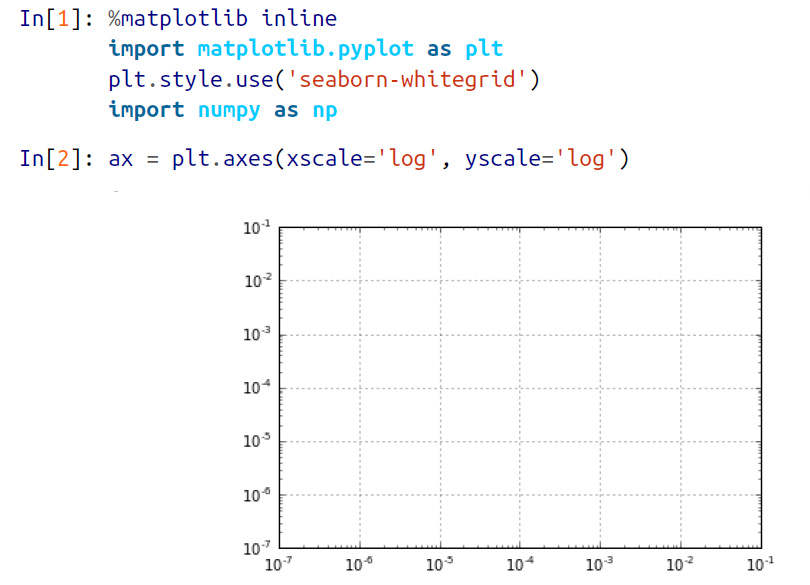 In[1]: %matplotlib inline
import matplotlib.pyplot as plt
plt.style.use('seaborn-whitegrid')
import numpy as np
In[2]: ax = plt.axes(xscale='log', yscale='log')
10⁻¹
10⁻²
10⁻³
10⁻⁴
10⁻⁵
10⁻⁶
10⁻⁷
10⁻⁷ 10⁻⁶ 10⁻⁵ 10⁻⁴ 10⁻³ 10⁻² 10⁻¹